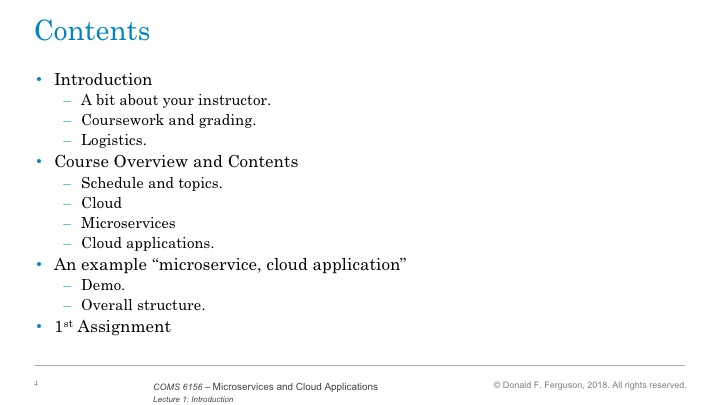 Contents
• Introduction
– A bit about your instructor.
– Coursework and grading.
– Logistics.
• Course Overview and Contents
– Schedule and topics.
– Cloud
– Microservices
– Cloud applications.
• An example “microservice, cloud application”
– Demo.
– Overall structure.
• 1st Assignment
4
COMS 6156 – Microservices and Cloud Applications
Lecture 1: Introduction
© Donald F. Ferguson, 2018. All rights reserved.